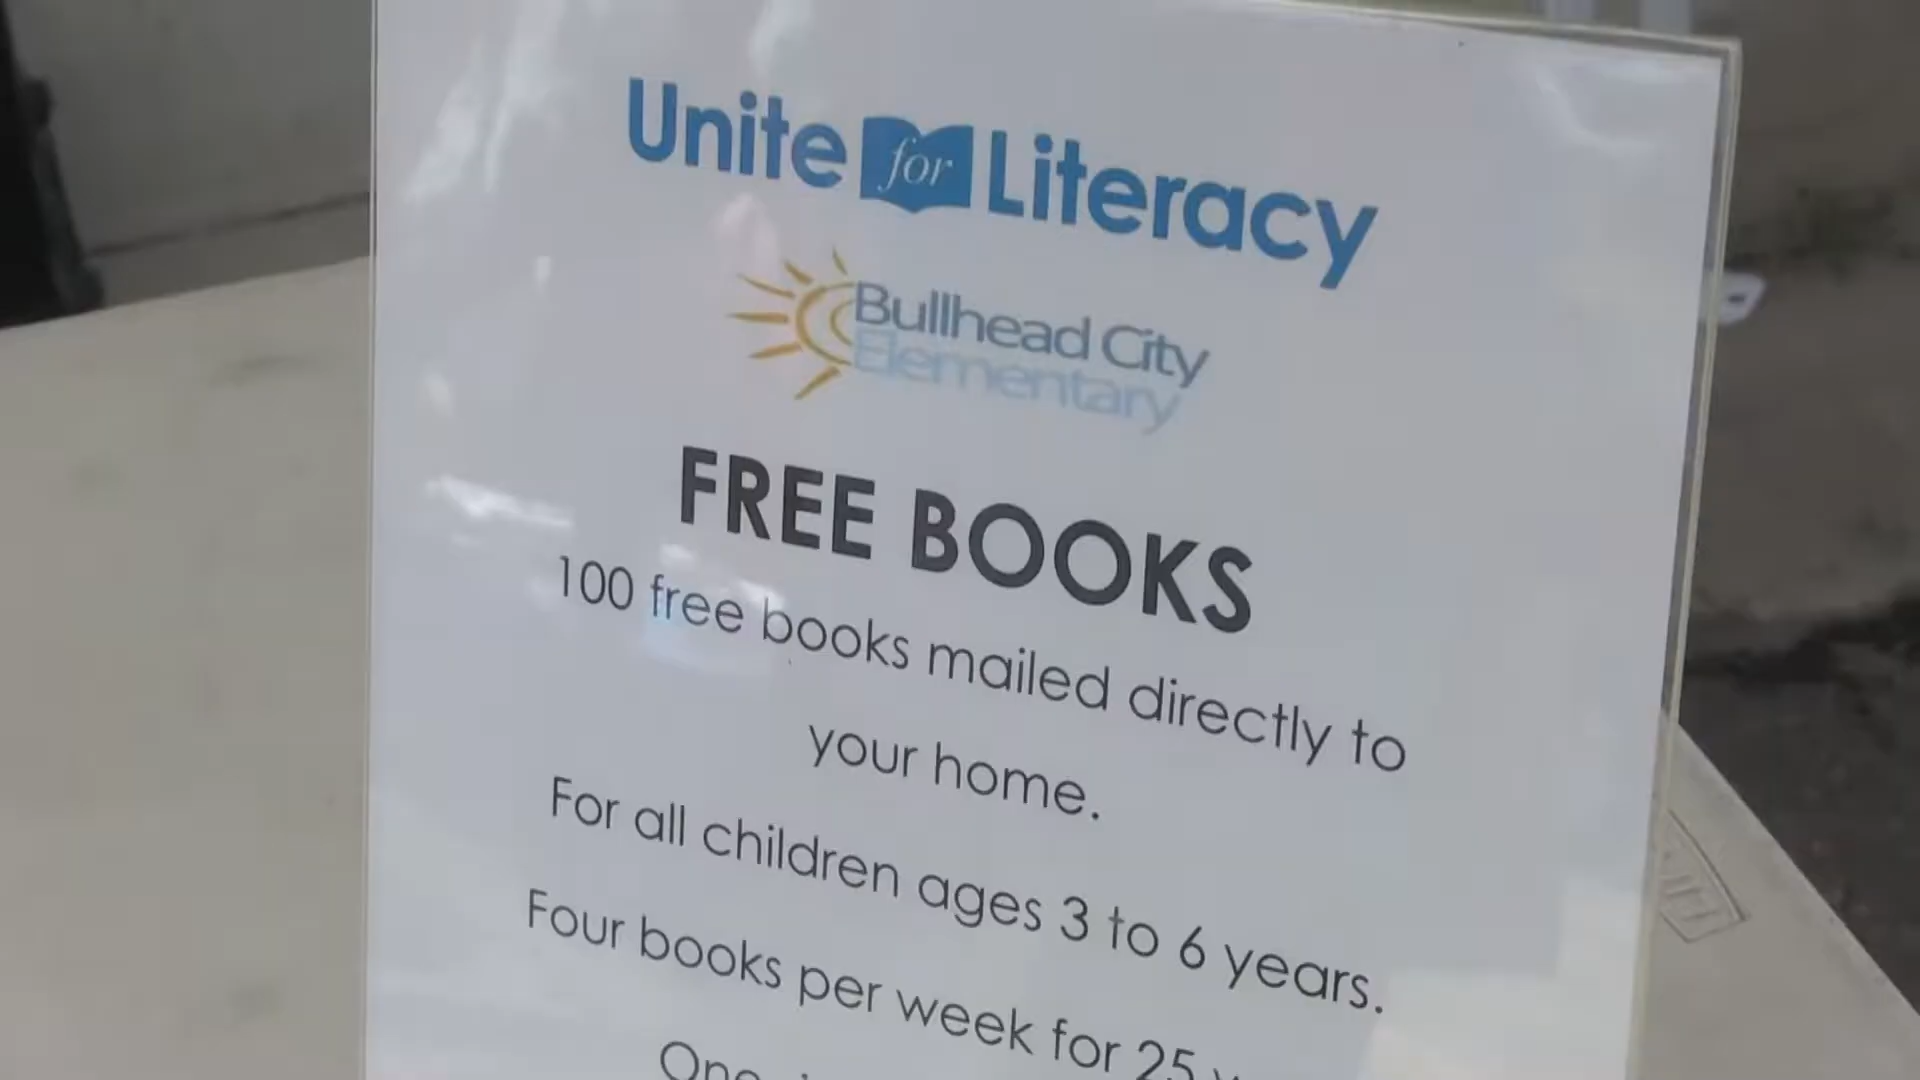 Unite for Literacy
Bullhead City
Elementary
FREE BOOKS
100 free books mailed directly to
your home.
For all children ages 3 to 6 years.
Four books per week for 25